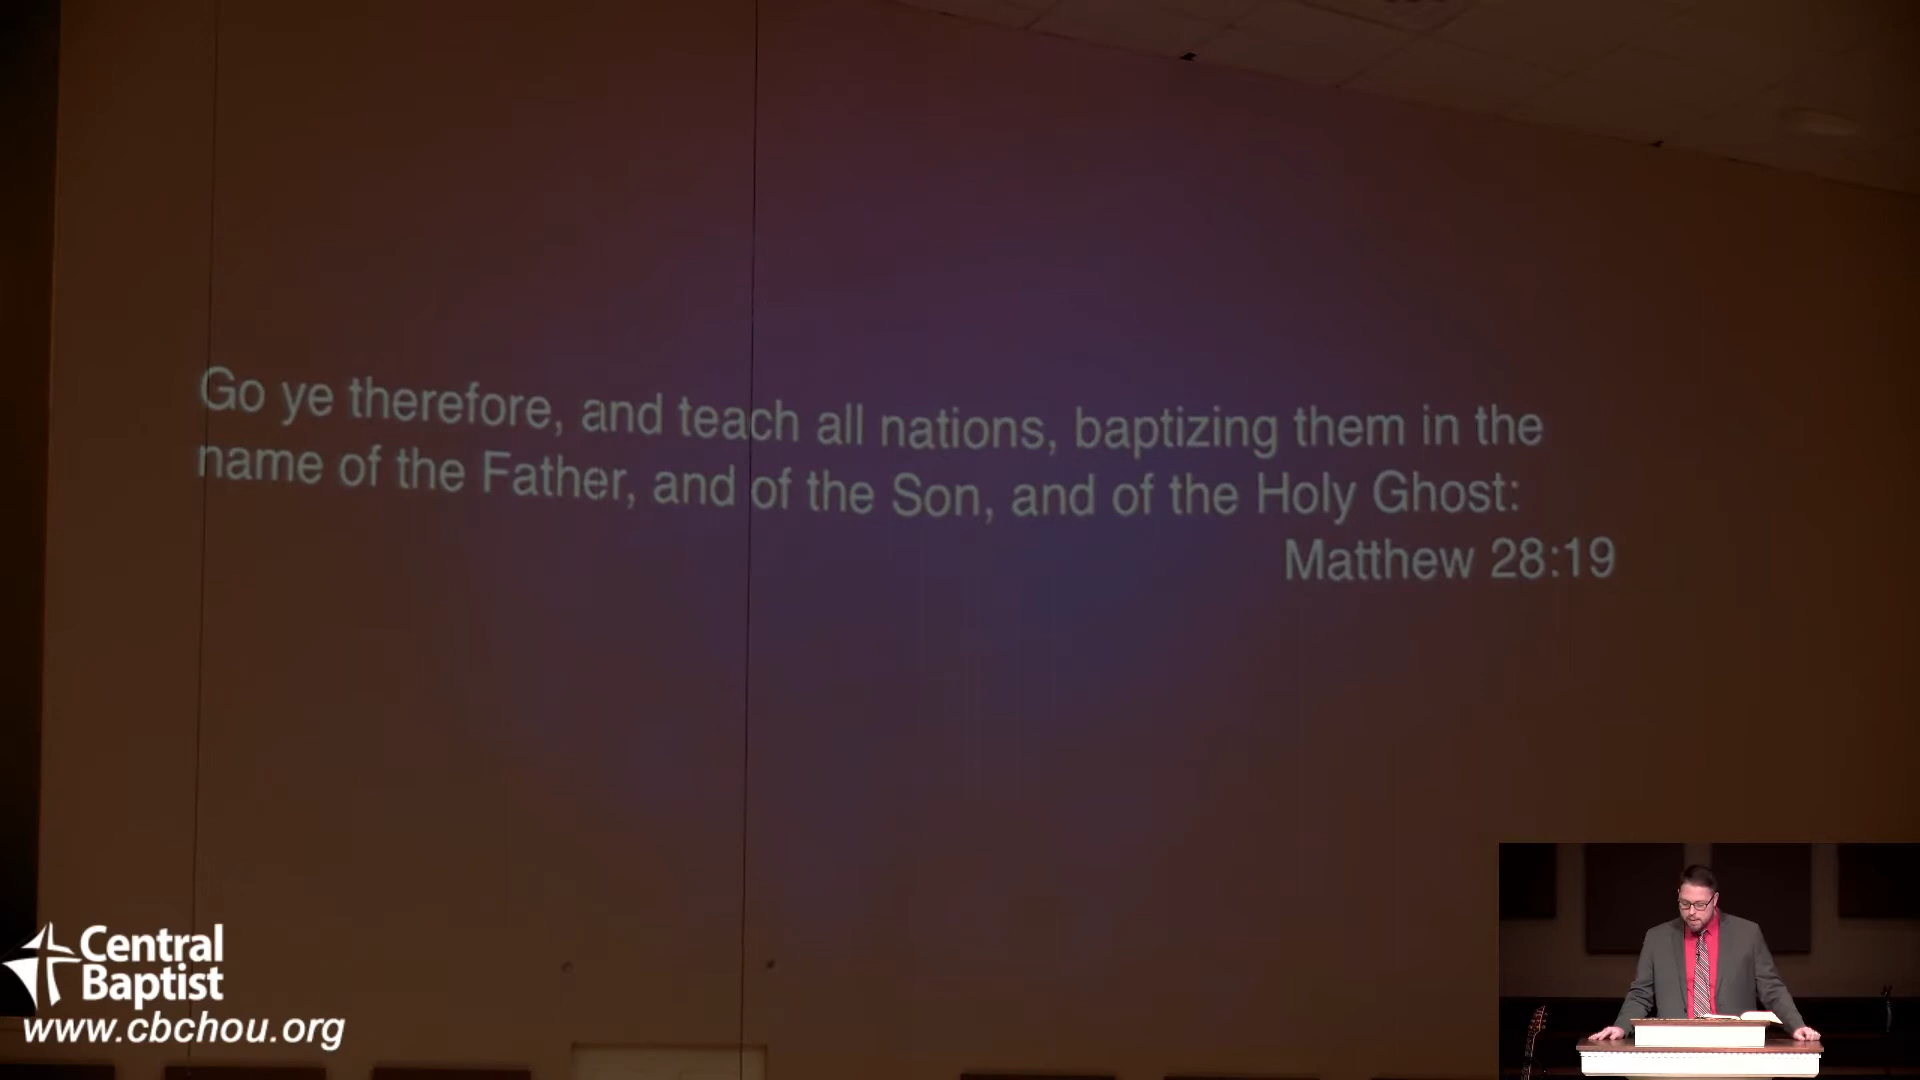 Go ye therefore, and teach all nations, baptizing them in the
name of the Father, and of the Son, and of the Holy Ghost:
Matthew 28:19
Central
Baptist
www.cbchou.org